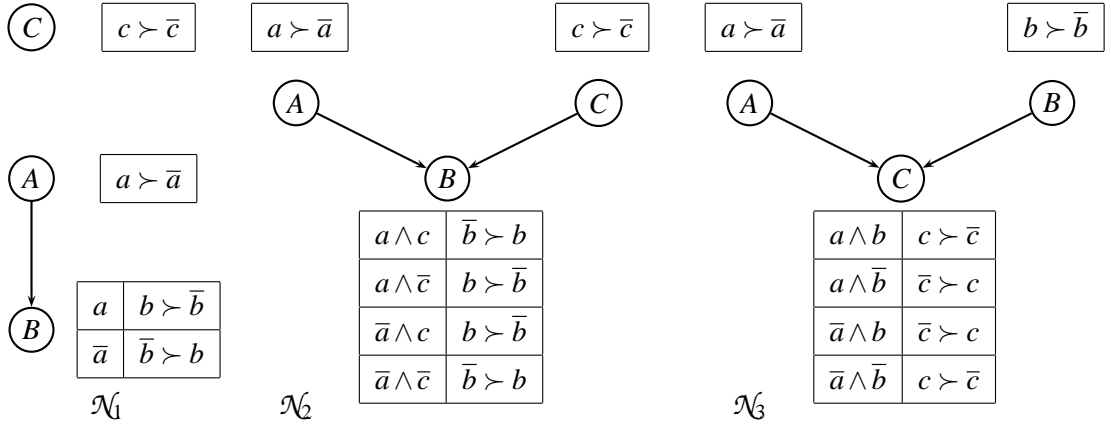 C c ≻ c̅ a ≻ a̅ c ≻ c̅ a ≻ a̅ b ≻ b̅
A C A B
A a ≻ a̅ B C
a ∧ c b̅ ≻ b a ∧ b c ≻ c̅
a ∧ c̅ b ≻ b̅ a ∧ b̅ c̅ ≻ c
B a b ≻ b̅ a̅ ∧ c b ≻ b̅ a̅ ∧ b c̅ ≻ c
a̅ b̅ ≻ b a̅ ∧ c̅ b̅ ≻ b a̅ ∧ b̅ c ≻ c̅
𝒩₁ 𝒩₂ 𝒩₃